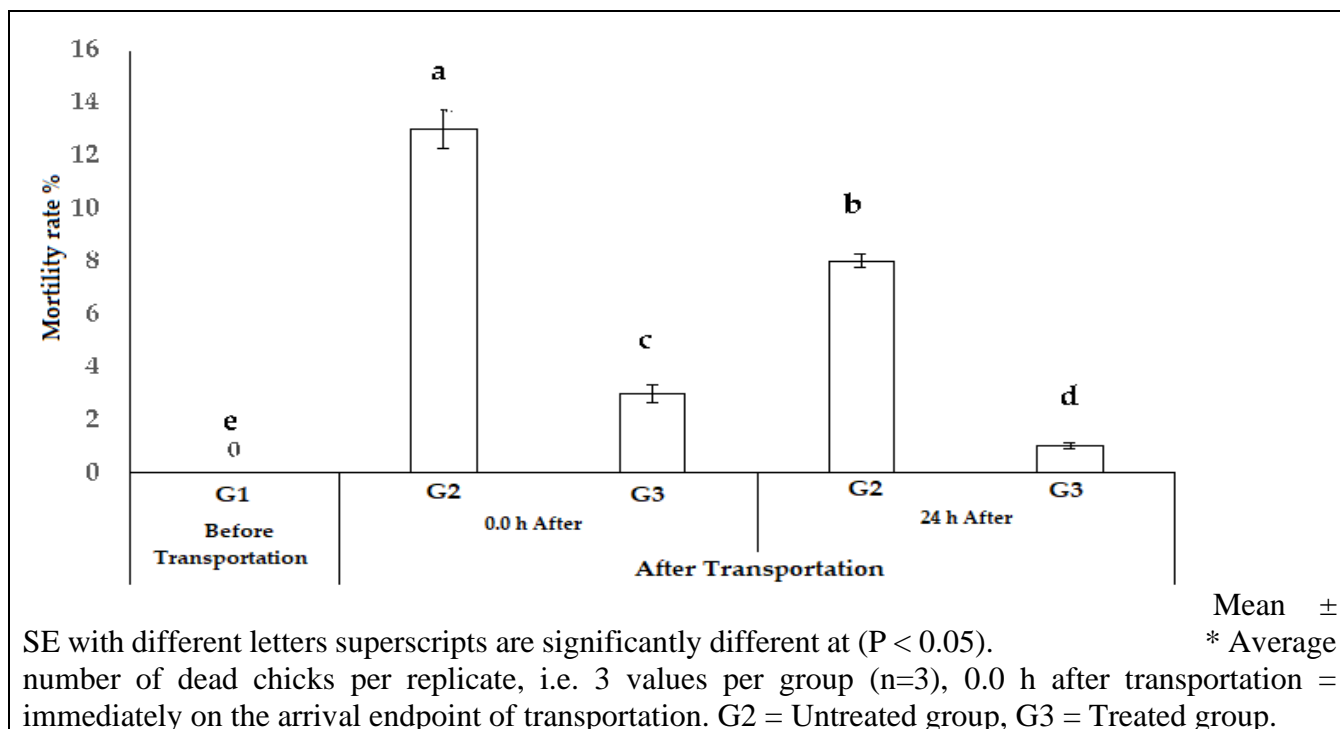 Mortility rate %
16
14
12
10
8
6
4
2
0
e
0
a
c
b
d
G1 G2 G3 G2 G3
Before
Transportation
0.0 h After
24 h After
After Transportation
Mean ±
SE with different letters superscripts are significantly different at (P < 0.05). * Average
number of dead chicks per replicate, i.e. 3 values per group (n=3), 0.0 h after transportation =
immediately on the arrival endpoint of transportation. G2 = Untreated group, G3 = Treated group.